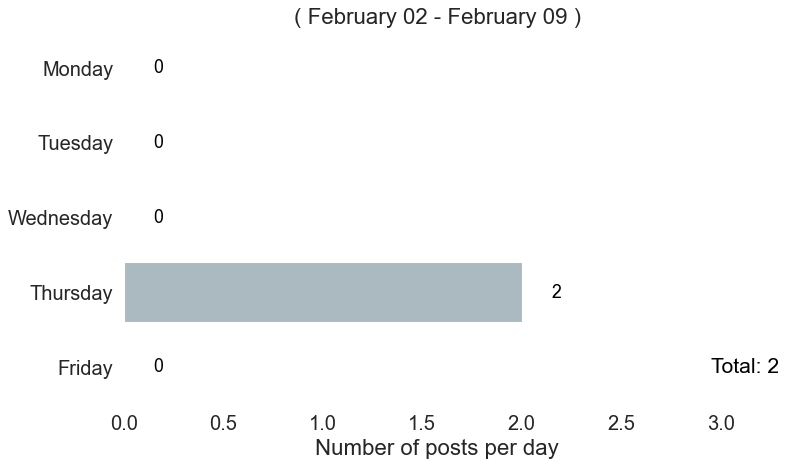 ( February 02 - February 09 )
Monday 0
Tuesday 0
Wednesday 0
Thursday 2
Friday 0 Total: 2
0.0 0.5 1.0 1.5 2.0 2.5 3.0
Number of posts per day